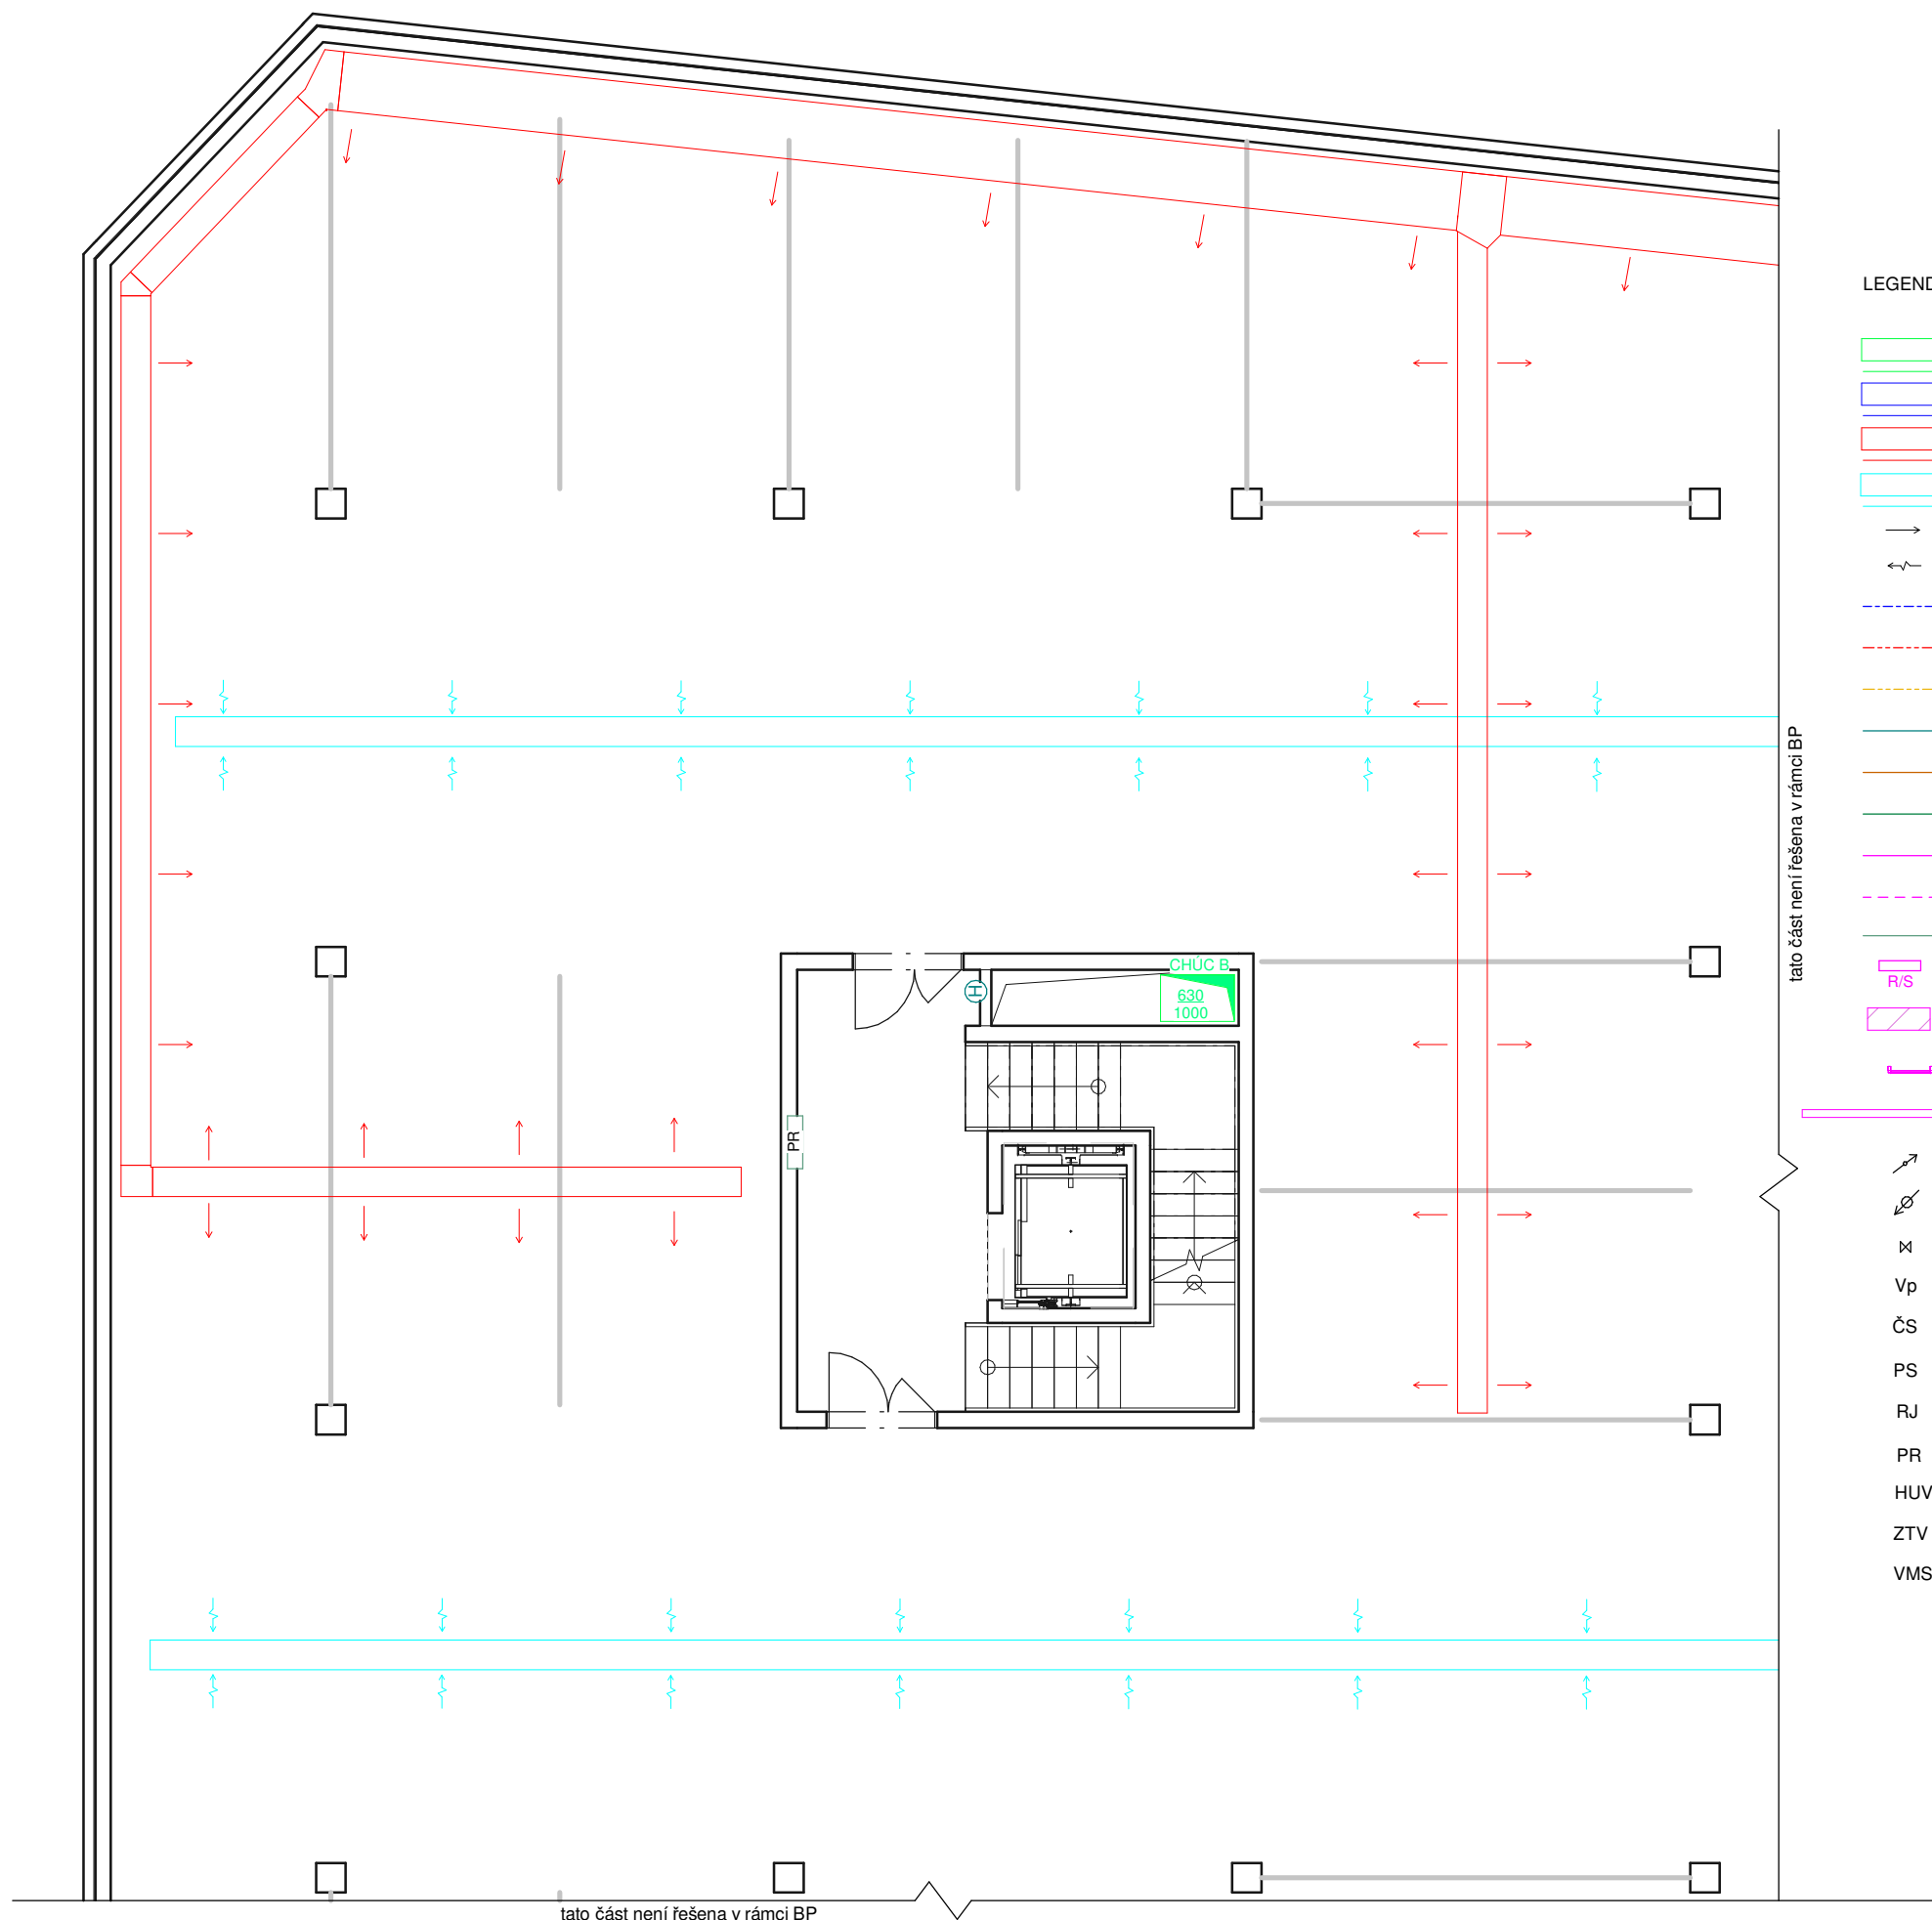 LEGEND
tato část není řešena v rámci BP
CHÚC B
630
1000
H
PR
R/S
Vp
ČS
PS
RJ
PR
HUV
ZTV
VMS
tato část není řešena v rámci BP